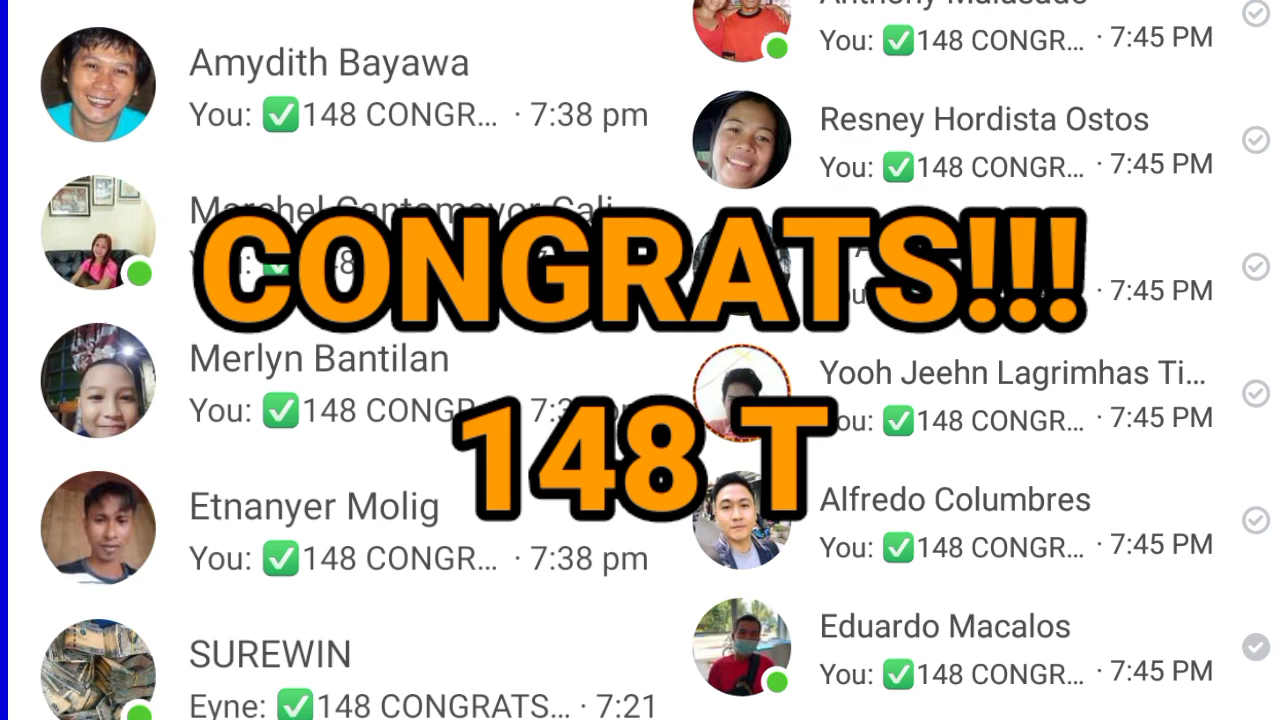 Amydith Bayawa
You: ✅148 CONGR... · 7:38 pm
Merlyn Bantilan
You: ✅148 CONGR
Etnanyer Molig
You: ✅148 CONGR... · 7:38 pm
SUREWIN
Eyne: ✅148 CONGRATS... · 7:21
You: ✅148 CONGR... · 7:45 PM
Resney Hordista Ostos
You: ✅148 CONGR... · 7:45 PM
· 7:45 PM
Yooh Jeehn Lagrimhas Ti...
You: ✅148 CONGR... · 7:45 PM
Alfredo Columbres
You: ✅148 CONGR... · 7:45 PM
Eduardo Macalos
You: ✅148 CONGR... · 7:45 PM
CONGRATS!!!
148 T